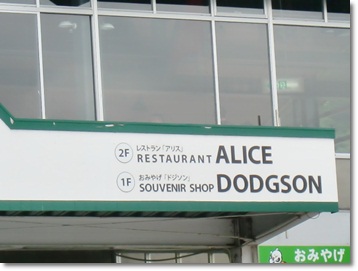 2F レストラン「アリス」
RESTAURANT ALICE
1F おみやげ「ドジソン」
SOUVENIR SHOP DODGSON
おみやげ